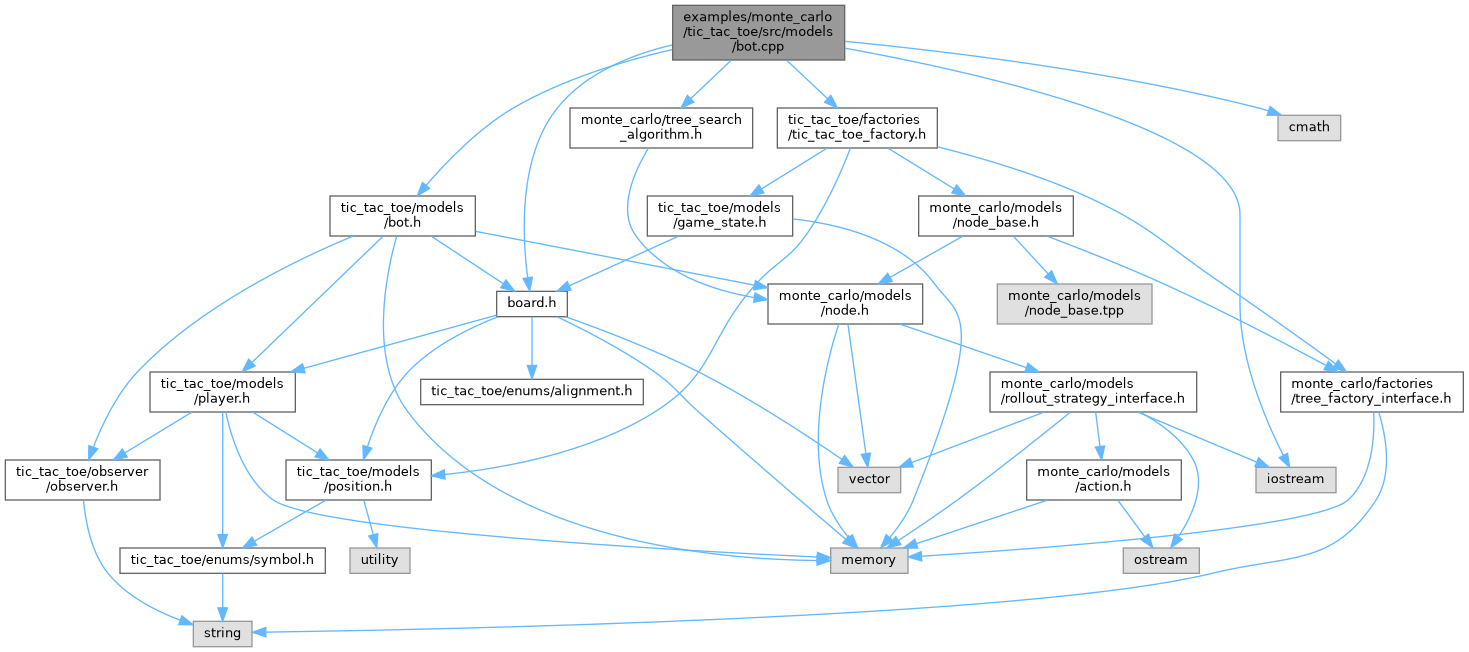 examples/monte_carlo
/tic_tac_toe/src/models
/bot.cpp
monte_carlo/tree_search
_algorithm.h
tic_tac_toe/factories
/tic_tac_toe_factory.h
cmath
tic_tac_toe/models
/bot.h
tic_tac_toe/models
/game_state.h
monte_carlo/models
/node_base.h
board.h
monte_carlo/models
/node.h
monte_carlo/models
/node_base.tpp
tic_tac_toe/models
/player.h
tic_tac_toe/enums/alignment.h
monte_carlo/models
/rollout_strategy_interface.h
monte_carlo/factories
/tree_factory_interface.h
tic_tac_toe/observer
/observer.h
tic_tac_toe/models
/position.h
vector
monte_carlo/models
/action.h
iostream
tic_tac_toe/enums/symbol.h
utility
memory
ostream
string